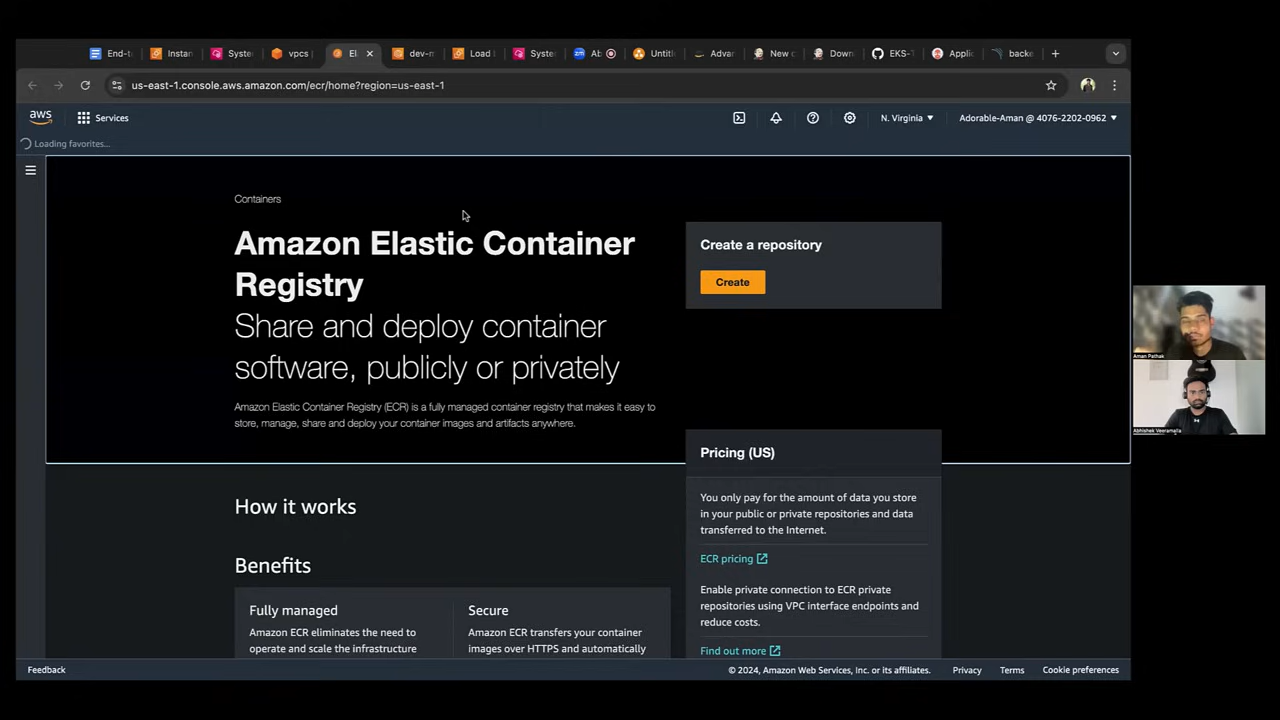 End-t
Instan
Syste
vpcs
El
dev-n
Load
Syste
Ab
Untitl
Advar
New c
Down
EKS-T
Applic
backe
us-east-1.console.aws.amazon.com/ecr/home?region=us-east-1
aws
Services
N. Virginia
Adorable-Aman @ 4076-2202-0962
Loading favorites...
Containers
Amazon Elastic Container
Registry
Share and deploy container
software, publicly or privately
Amazon Elastic Container Registry (ECR) is a fully managed container registry that makes it easy to
store, manage, share and deploy your container images and artifacts anywhere.
Create a repository
Create
Pricing (US)
You only pay for the amount of data you store
in your public or private repositories and data
transferred to the Internet.
ECR pricing
Enable private connection to ECR private
repositories using VPC interface endpoints and
reduce costs.
Find out more
How it works
Benefits
Fully managed
Amazon ECR eliminates the need to
operate and scale the infrastructure
Secure
Amazon ECR transfers your container
images over HTTPS and automatically
Aman Pathak
Abhishek Veeramalla
Feedback
© 2024, Amazon Web Services, Inc. or its affiliates.
Privacy
Terms
Cookie preferences